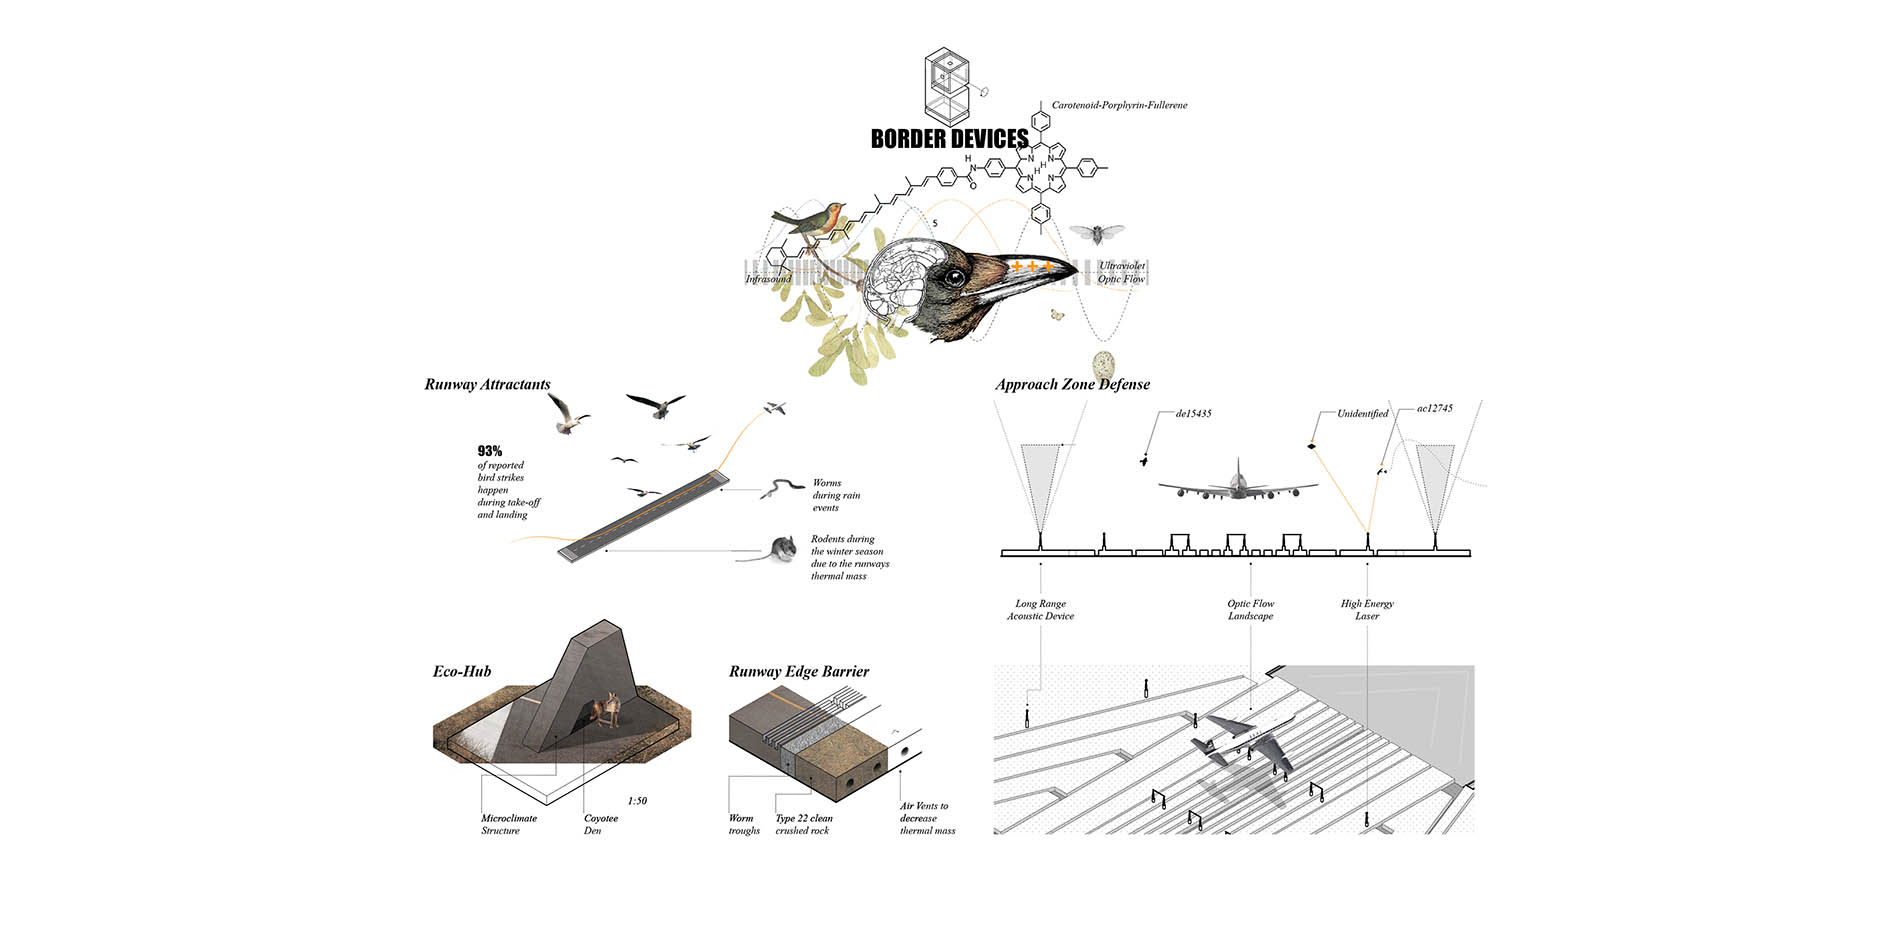 BORDER DEVICES
Carotenoid-Porphyrin-Fullerene
H
N
O
N
N
H
H
N
N
5
Infrasound
Ultraviolet
Optic Flow
Runway Attractants
93%
of reported
bird strikes
happen
during take-off
and landing
Worms
during rain
events
Rodents during
the winter season
due to the runways
thermal mass
Approach Zone Defense
de15435
Unidentified
ac12745
Long Range
Acoustic Device
Optic Flow
Landscape
High Energy
Laser
Eco-Hub
1:50
Microclimate
Structure
Coyotee
Den
Runway Edge Barrier
Worm
troughs
Type 22 clean
crushed rock
Air Vents to
decrease
thermal mass